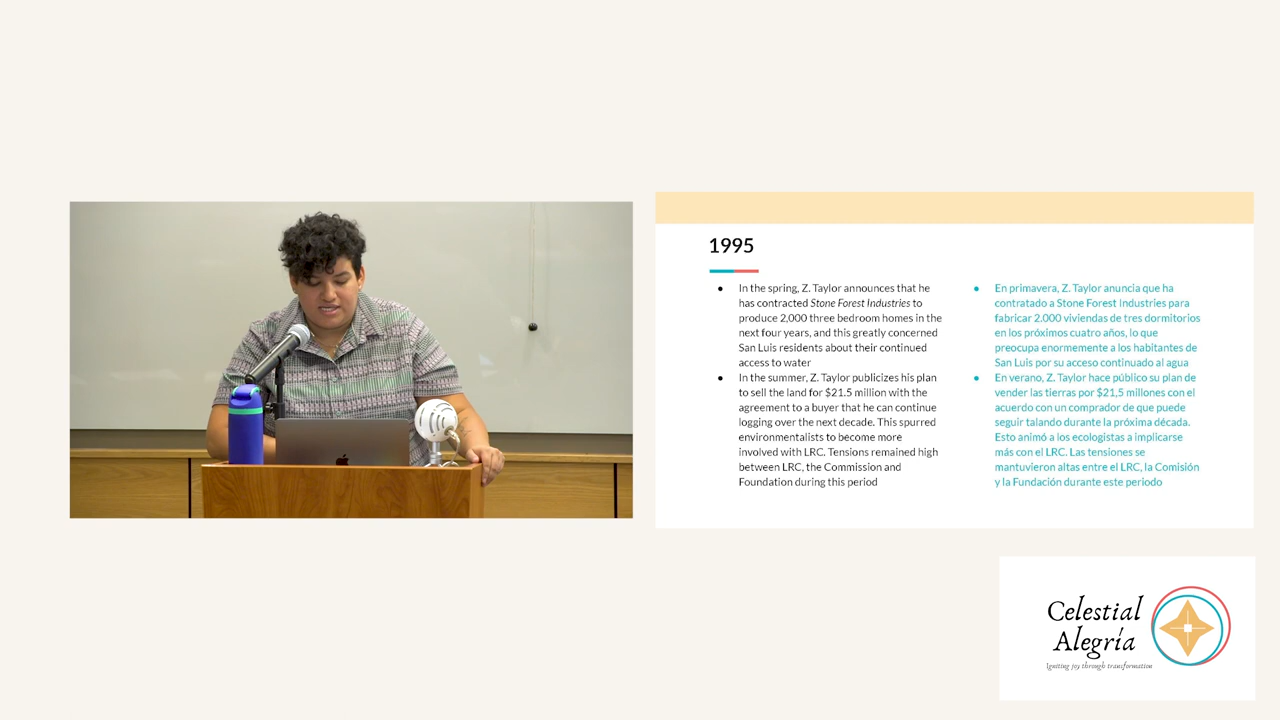 1995
In the spring, Z. Taylor announces that he
has contracted Stone Forest Industries to
produce 2,000 three bedroom homes in the
next four years, and this greatly concerned
San Luis residents about their continued
access to water
In the summer, Z. Taylor publicizes his plan
to sell the land for $21.5 million with the
agreement to a buyer that he can continue
logging over the next decade. This spurred
environmentalists to become more
involved with LRC. Tensions remained high
between LRC, the Commission and
Foundation during this period
En primavera, Z. Taylor anuncia que ha
contratado a Stone Forest Industries para
fabricar 2.000 viviendas de tres dormitorios
en los próximos cuatro años, lo que
preocupa enormemente a los habitantes de
San Luis por su acceso continuado al agua
En verano, Z. Taylor hace público su plan de
vender las tierras por $21,5 millones con el
acuerdo con un comprador de que puede
seguir talando durante la próxima década.
Esto animó a los ecologistas a implicarse
más con el LRC. Las tensiones se
mantuvieron altas entre el LRC, la Comisión
y la Fundación durante este periodo
Celestial
Alegría
Igniting joy through transformation